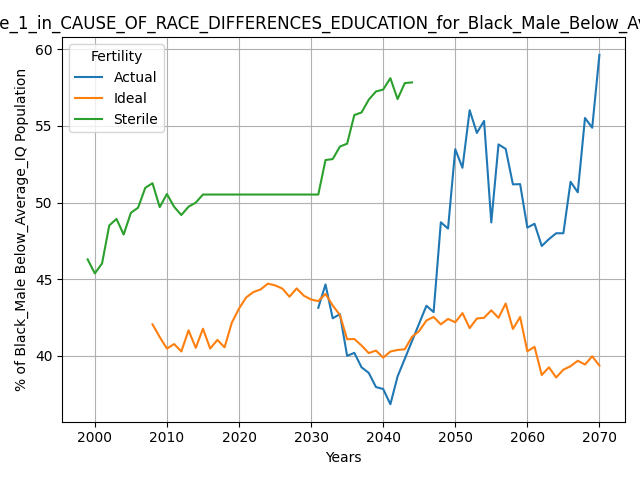 e_1_in_CAUSE_OF_RACE_DIFFERENCES_EDUCATION_for_Black_Male_Below_Av
Fertility
Actual
Ideal
Sterile
% of Black_Male Below_Average_IQ Population
60
55
50
45
40
2000 2010 2020 2030 2040 2050 2060 2070
Years